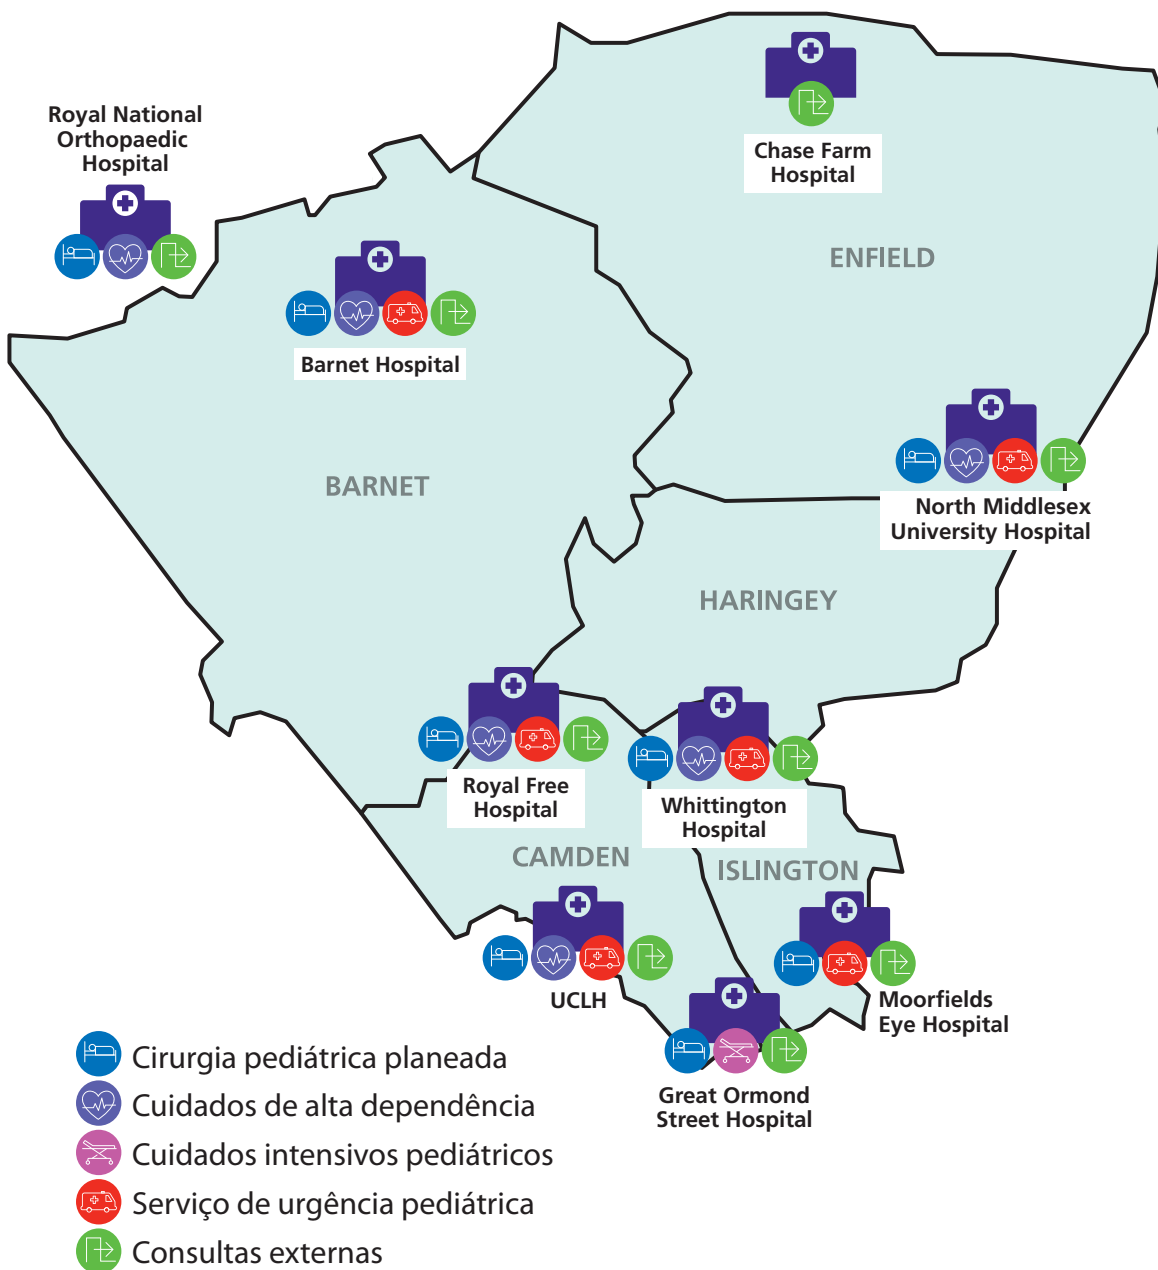 Chase Farm
Hospital
Royal National
Orthopaedic
Hospital
ENFIELD
Barnet Hospital
BARNET
North Middlesex
University Hospital
HARINGEY
Royal Free
Hospital
Whittington
Hospital
CAMDEN
ISLINGTON
UCLH
Moorfields
Eye Hospital
Great Ormond
Street Hospital
Cirurgia pediátrica planeada
Cuidados de alta dependência
Cuidados intensivos pediátricos
Serviço de urgência pediátrica
Consultas externas